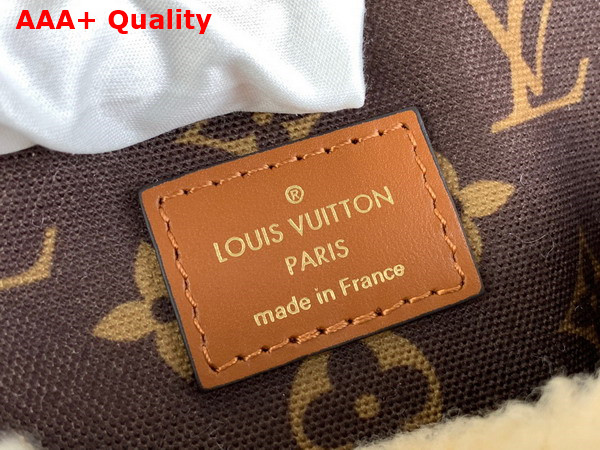 AAA+ Quality
®
LOUIS VUITTON
PARIS
made in France